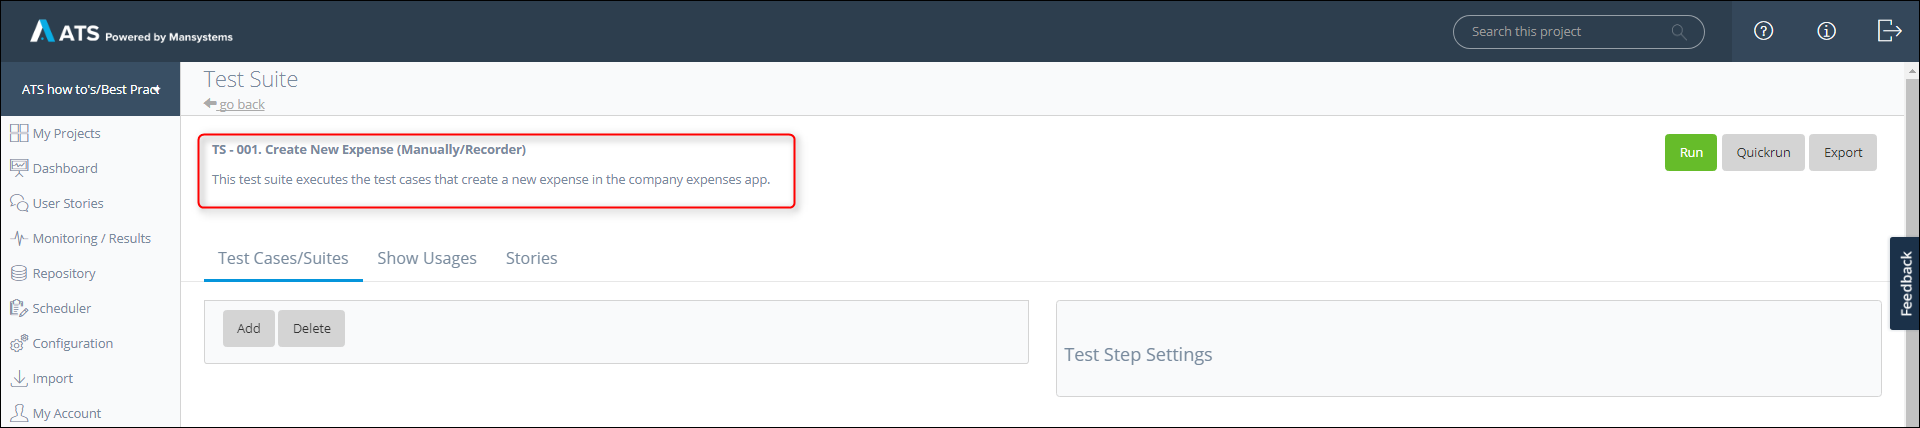 ATS Powered by Mansystems
Search this project
ATS how to's/Best Pract
Test Suite
go back
My Projects
Dashboard
User Stories
Monitoring / Results
Repository
Scheduler
Configuration
Import
My Account
TS - 001. Create New Expense (Manually/Recorder)
This test suite executes the test cases that create a new expense in the company expenses app.
Run Quickrun Export
Test Cases/Suites Show Usages Stories
Add Delete
Test Step Settings
Feedback